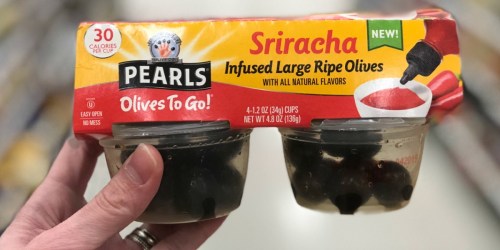 30
CALORIES
PER CUP
PEARLS
Olives To Go!
EASY OPEN
NO MESS
Sriracha
NEW!
Infused Large Ripe Olives
WITH ALL NATURAL FLAVORS
4-1.2 OZ (34g) CUPS
NET WT 4.8 OZ (136g)